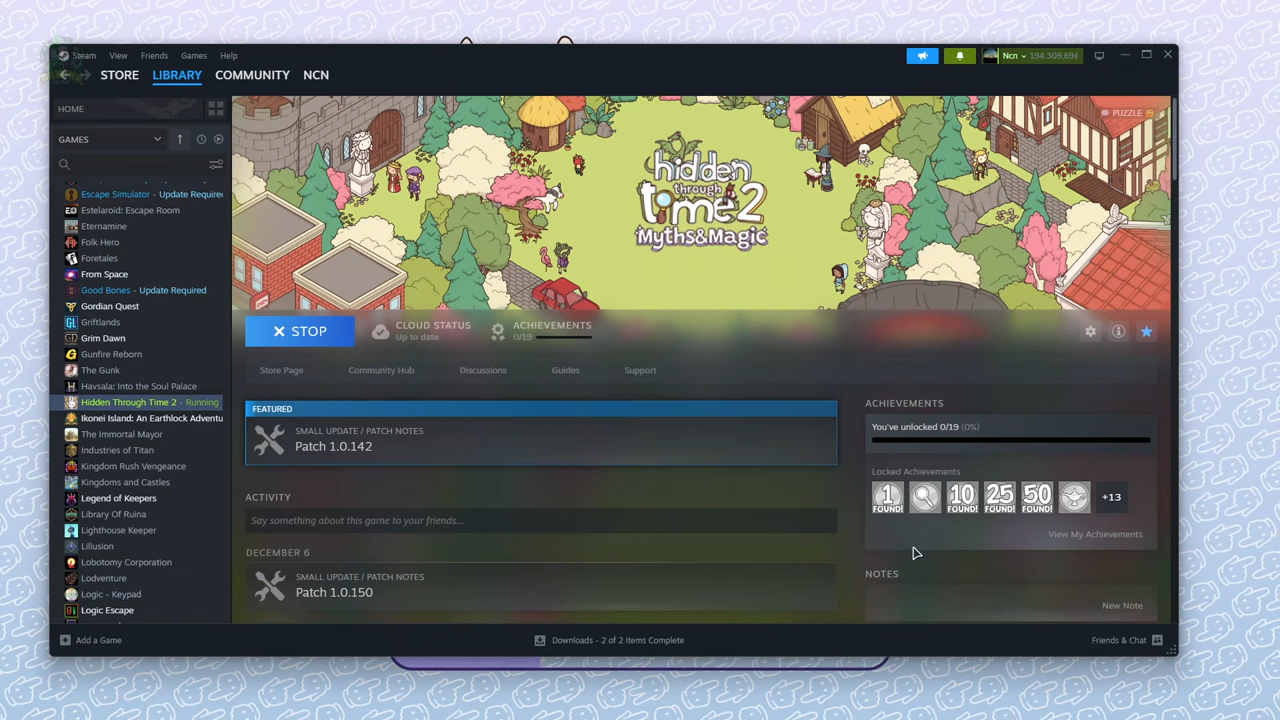 Steam View Friends Games Help
Ncn 194.309,69₫
STORE LIBRARY COMMUNITY NCN
HOME
GAMES
PUZZLE
hidden
through
time 2
Myths&Magic
Escape Simulator - Update Required
Estelaroid: Escape Room
Eternamine
Folk Hero
Foretales
From Space
Good Bones - Update Required
Gordian Quest
Griftlands
Grim Dawn
Gunfire Reborn
The Gunk
Havsala: Into the Soul Palace
Hidden Through Time 2 - Running
Ikonei Island: An Earthlock Adventu
The Immortal Mayor
Industries of Titan
Kingdom Rush Vengeance
Kingdoms and Castles
Legend of Keepers
Library Of Ruina
Lighthouse Keeper
Lillusion
Lobotomy Corporation
Lodventure
Logic - Keypad
Logic Escape
STOP
CLOUD STATUS
Up to date
ACHIEVEMENTS
0/19
Store Page Community Hub Discussions Guides Support
FEATURED
SMALL UPDATE / PATCH NOTES
Patch 1.0.142
ACTIVITY
Say something about this game to your friends...
DECEMBER 6
SMALL UPDATE / PATCH NOTES
Patch 1.0.150
ACHIEVEMENTS
You've unlocked 0/19 (0%)
Locked Achievements
1 FOUND! 10 FOUND! 25 FOUND! 50 FOUND! +13
View My Achievements
NOTES
New Note
Add a Game
Downloads - 2 of 2 Items Complete
Friends & Chat